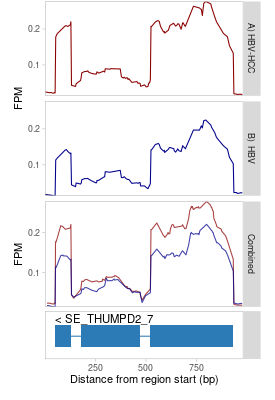 0.2
0.1
A) HBV-HCC
FPM
0.2
0.1
B) HBV
0.2
0.1
FPM
Combined
< SE_THUMPD2_7
250
500
750
Distance from region start (bp)